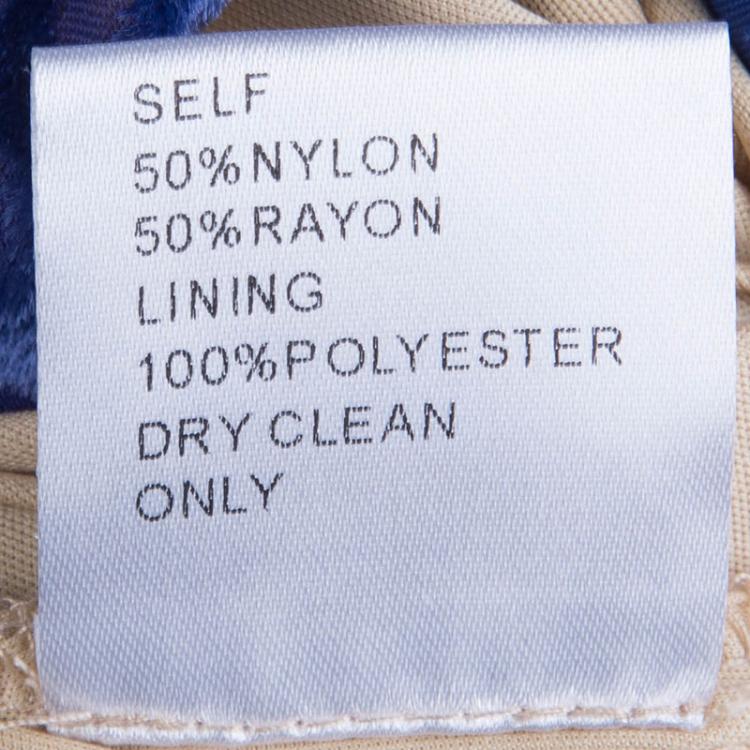 SELF
50%NYLON
50%RAYON
LINING
100%POLYESTER
DRY CLEAN
ONLY